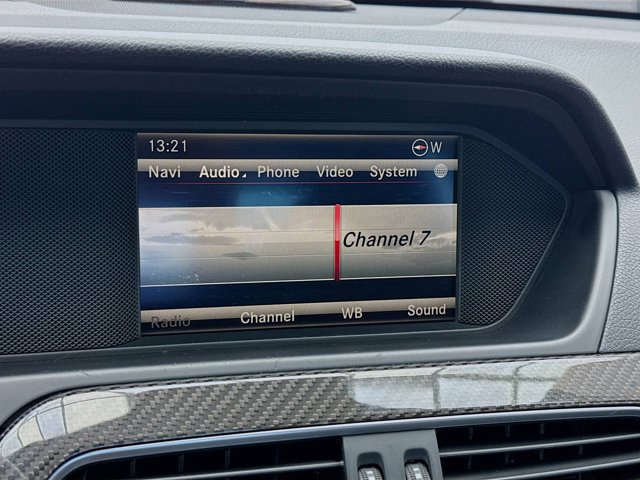 13:21 W
Navi Audio Phone Video System
Channel 7
Radio Channel WB Sound